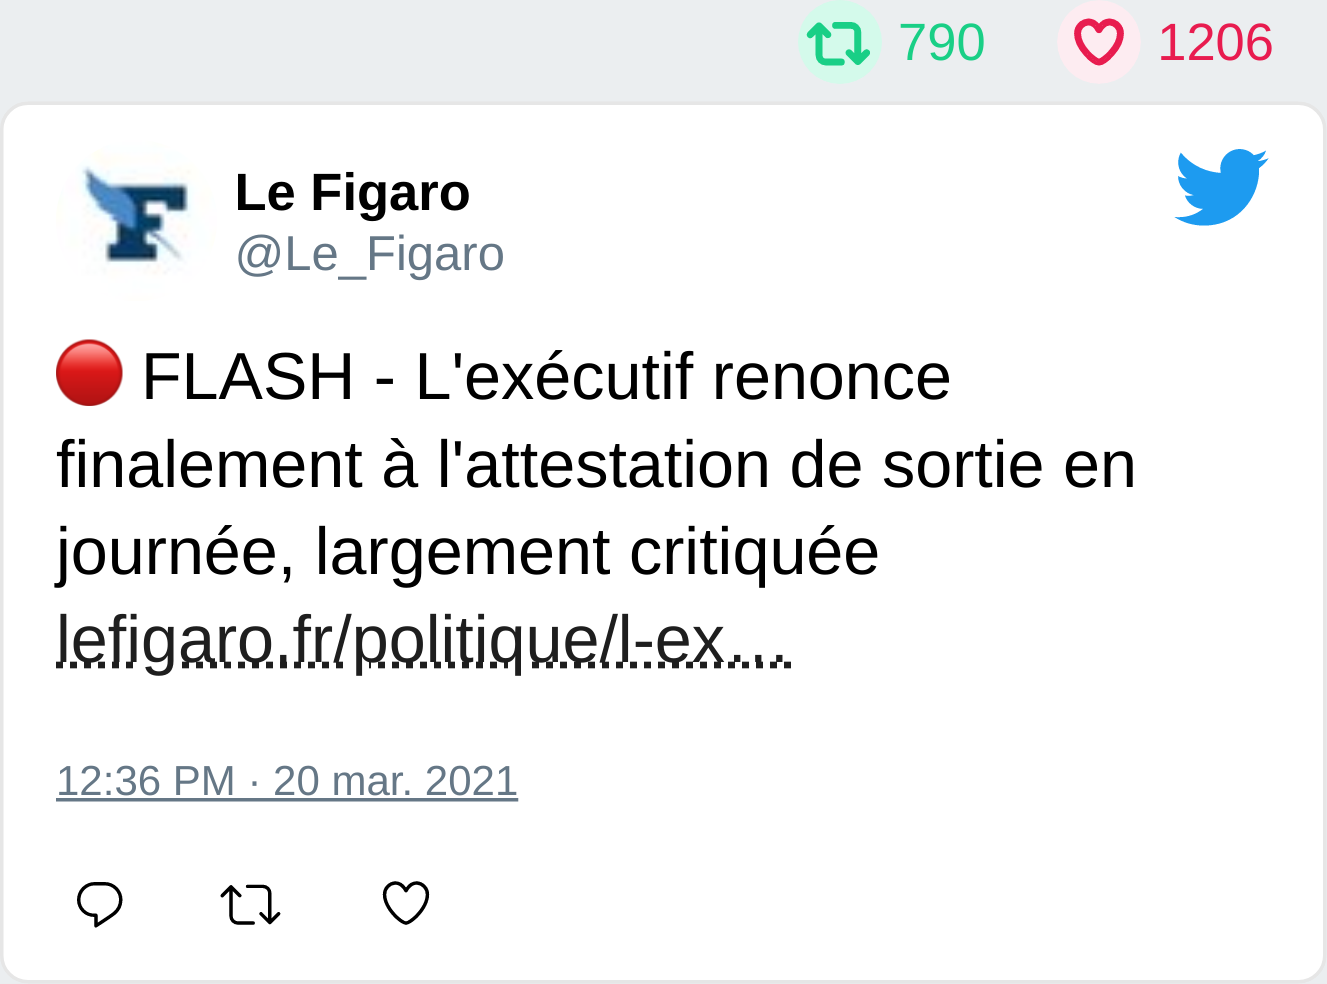 790 1206
Le Figaro
@Le_Figaro
🔴 FLASH - L'exécutif renonce
finalement à l'attestation de sortie en
journée, largement critiquée
lefigaro.fr/politique/l-ex…
12:36 PM · 20 mar. 2021